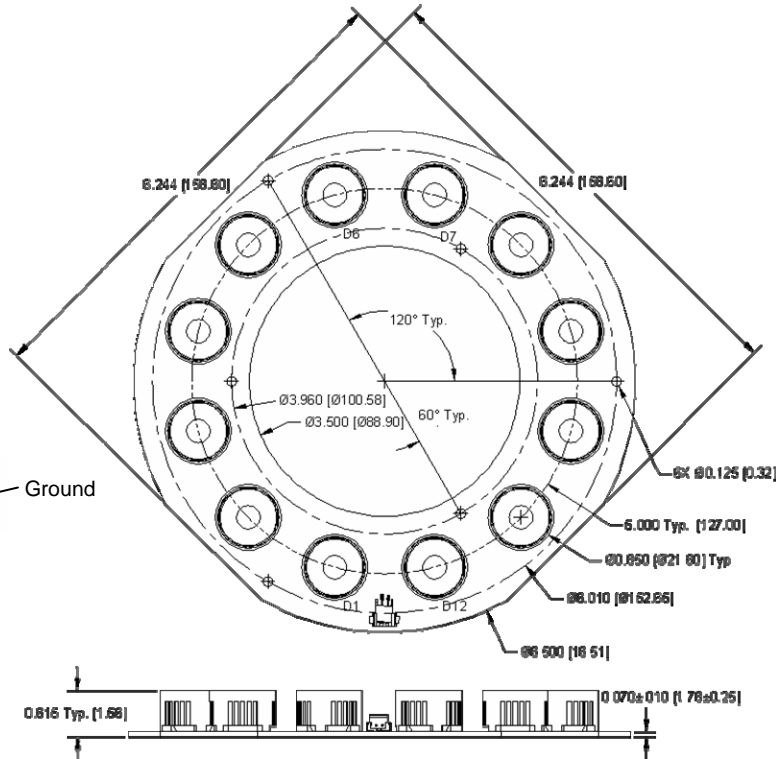 6.244 [158.60]
6.244 [158.60]
D6
D7
120° Typ.
Ø3.960 [Ø100.58]
Ø3.500 [Ø88.90]
60° Typ.
Ground
6X Ø0.125 [0.32]
5.000 Typ. [127.00]
Ø0.850 [Ø21.60] Typ
Ø6.010 [Ø152.65]
D1
D12
Ø6.500 [16.51]
0.615 Typ. [1.56]
0.070±.010 [1.78±0.25]